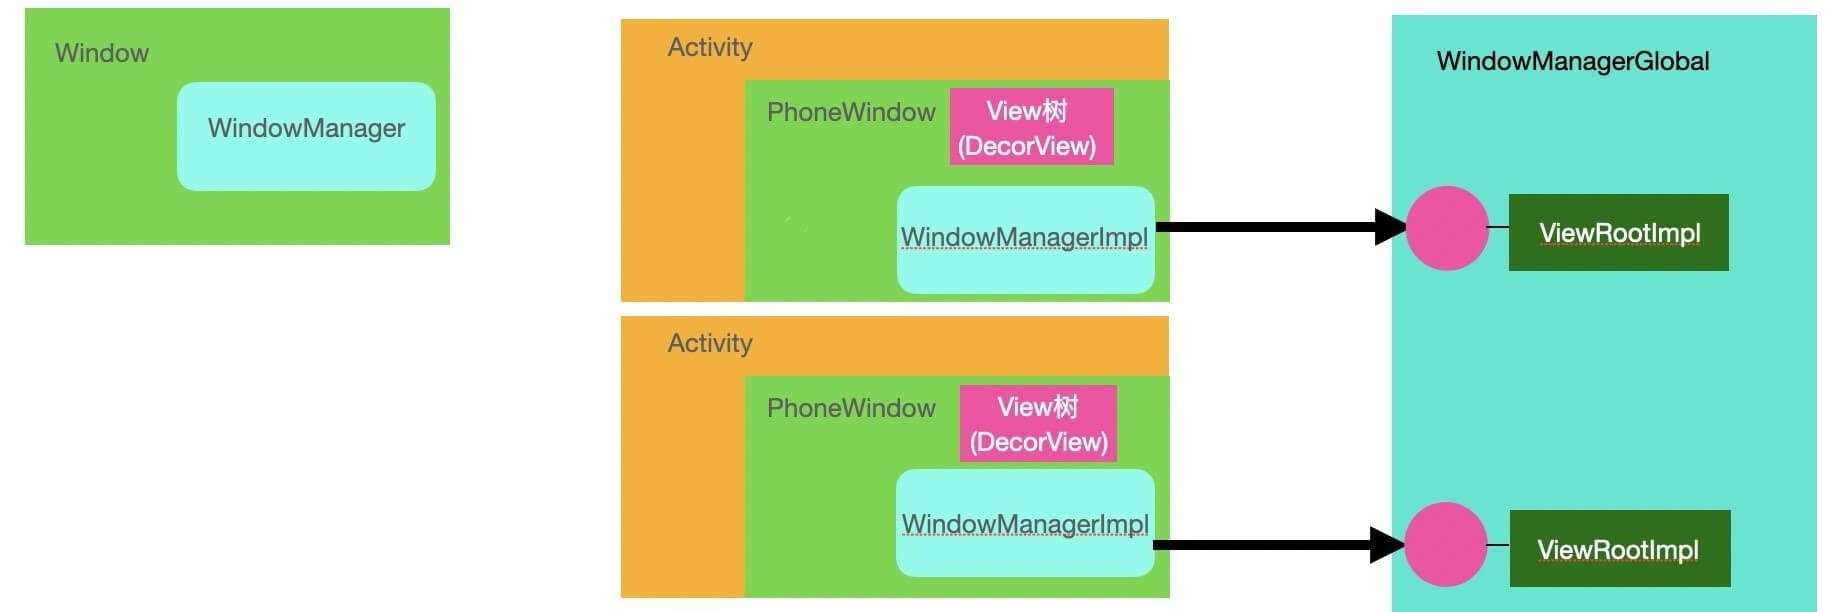 Window
WindowManager
Activity
PhoneWindow
View树
(DecorView)
WindowManagerImpl
Activity
PhoneWindow
View树
(DecorView)
WindowManagerImpl
WindowManagerGlobal
ViewRootImpl
ViewRootImpl